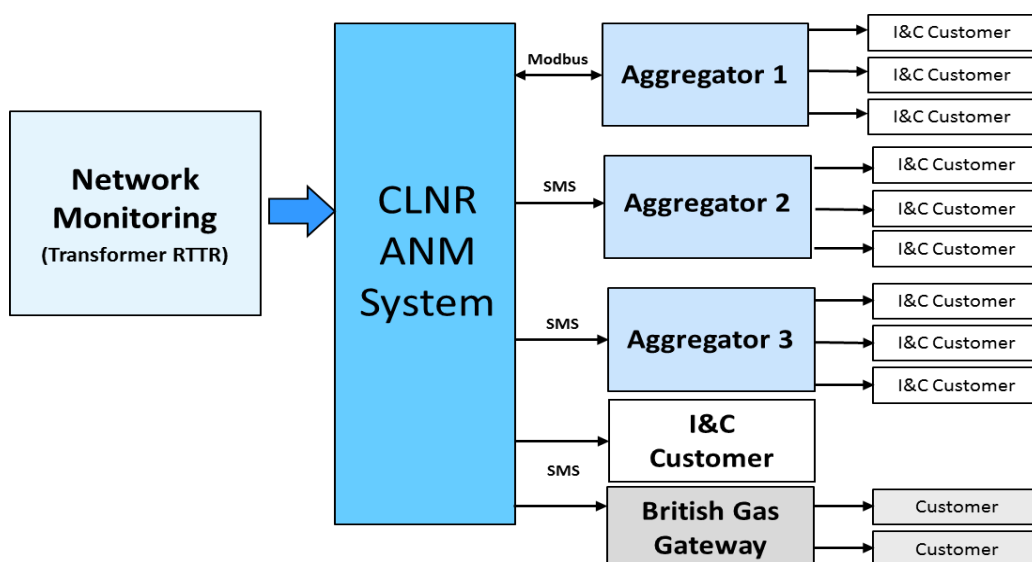 Network
Monitoring
(Transformer RTTR)
CLNR
ANM
System
Modbus
Aggregator 1
I&C Customer
I&C Customer
I&C Customer
SMS
Aggregator 2
I&C Customer
I&C Customer
I&C Customer
SMS
Aggregator 3
I&C Customer
I&C Customer
I&C Customer
I&C
Customer
SMS
British Gas
Gateway
Customer
Customer